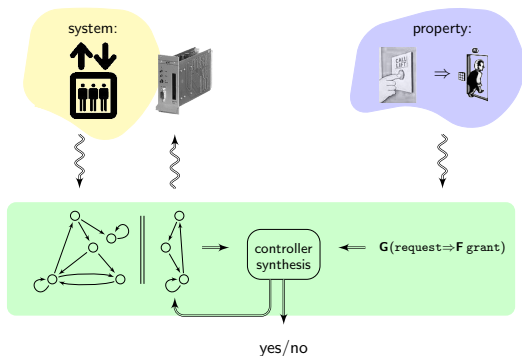 system:
property:
CALL
LIFT
⇒
controller
synthesis
G(request⇒F grant)
yes/no